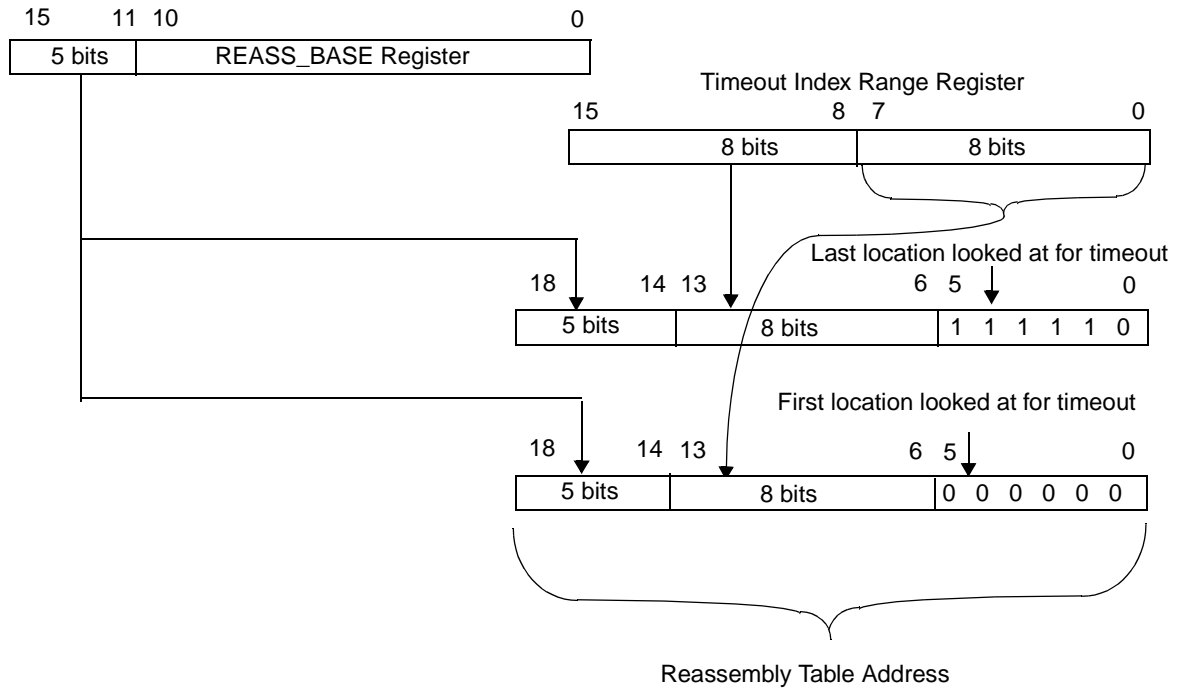 15 11 10 0
5 bits REASS_BASE Register
Timeout Index Range Register
15 8 7 0
8 bits 8 bits
Last location looked at for timeout
18 14 13 6 5 0
5 bits 8 bits 1 1 1 1 1 0
First location looked at for timeout
18 14 13 6 5 0
5 bits 8 bits 0 0 0 0 0 0
Reassembly Table Address